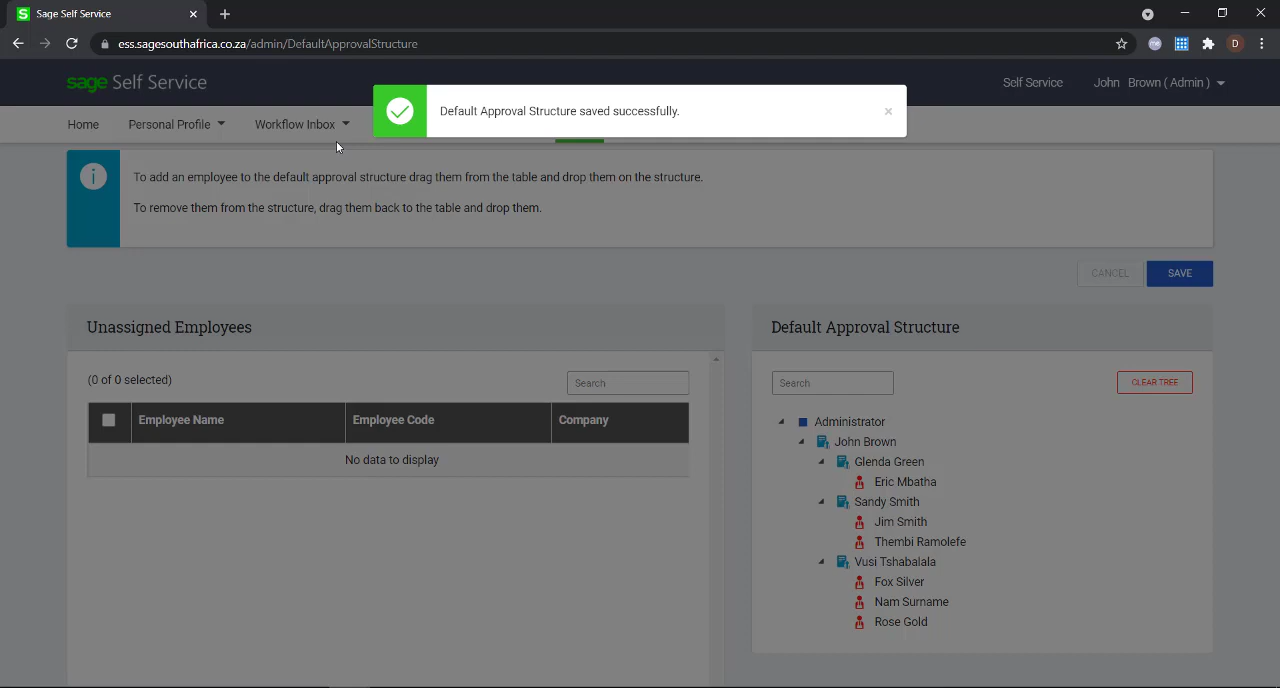 S Sage Self Service
ess.sagesouthafrica.co.za/admin/DefaultApprovalStructure
D
sage Self Service
Self Service
John Brown ( Admin )
Default Approval Structure saved successfully.
Home
Personal Profile
Workflow Inbox
To add an employee to the default approval structure drag them from the table and drop them on the structure.
To remove them from the structure, drag them back to the table and drop them.
CANCEL
SAVE
Unassigned Employees
(0 of 0 selected)
Search
Employee Name
Employee Code
Company
No data to display
Default Approval Structure
Search
CLEAR TREE
Administrator
John Brown
Glenda Green
Eric Mbatha
Sandy Smith
Jim Smith
Thembi Ramolefe
Vusi Tshabalala
Fox Silver
Nam Surname
Rose Gold